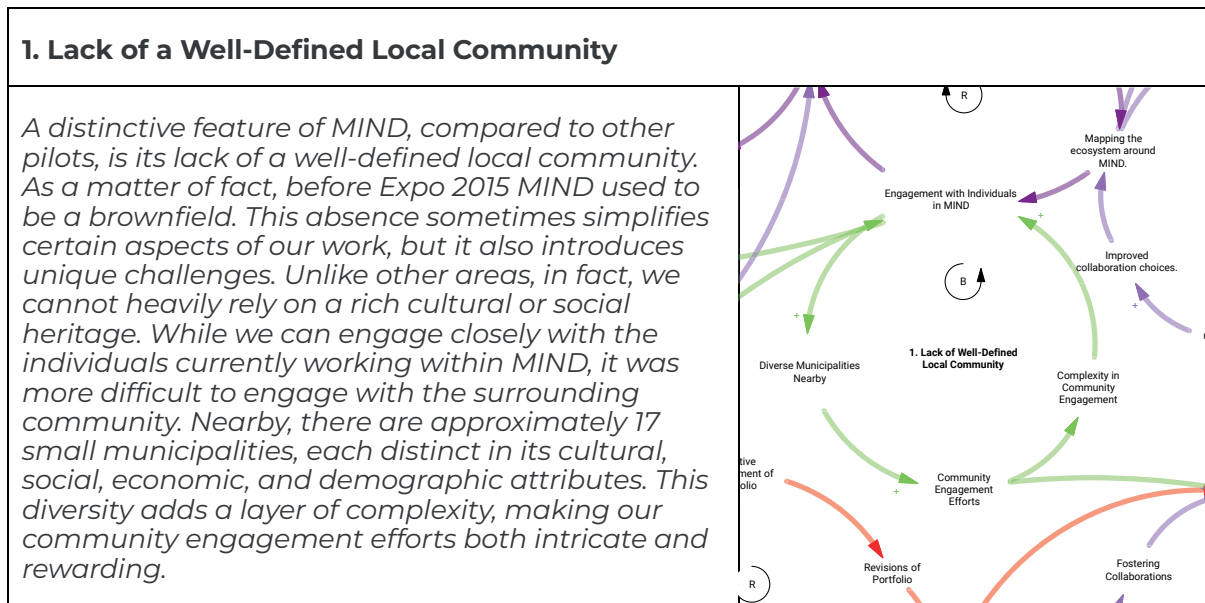 1. Lack of a Well-Defined Local Community
A distinctive feature of MIND, compared to other
pilots, is its lack of a well-defined local community.
As a matter of fact, before Expo 2015 MIND used to
be a brownfield. This absence sometimes simplifies
certain aspects of our work, but it also introduces
unique challenges. Unlike other areas, in fact, we
cannot heavily rely on a rich cultural or social
heritage. While we can engage closely with the
individuals currently working within MIND, it was
more difficult to engage with the surrounding
community. Nearby, there are approximately 17
small municipalities, each distinct in its cultural,
social, economic, and demographic attributes. This
diversity adds a layer of complexity, making our
community engagement efforts both intricate and
rewarding.
R
Mapping the
ecosystem around
MIND.
Engagement with Individuals
in MIND
+
Improved
collaboration choices.
B
+
+
1. Lack of Well-Defined
Local Community
Diverse Municipalities
Nearby
Complexity in
Community
Engagement
Community
Engagement
Efforts
+
tive
ment of
olio
Revisions of
Portfolio
Fostering
Collaborations
R